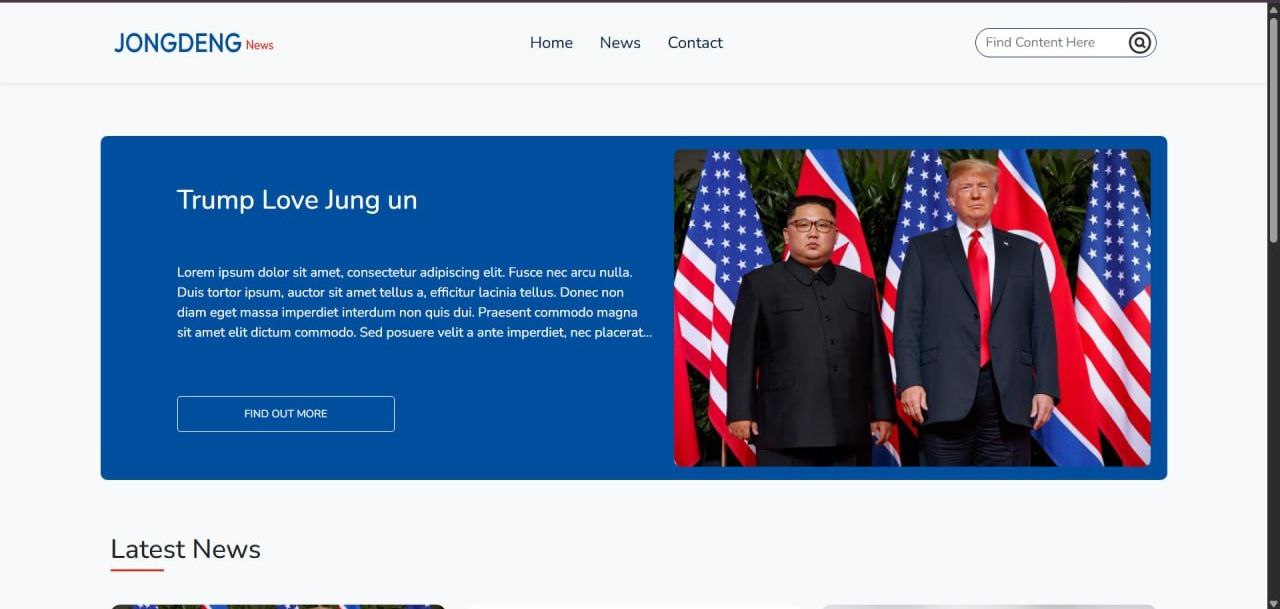 JONGDENG News
Home News Contact
Find Content Here
Trump Love Jung un
Lorem ipsum dolor sit amet, consectetur adipiscing elit. Fusce nec arcu nulla.
Duis tortor ipsum, auctor sit amet tellus a, efficitur lacinia tellus. Donec non
diam eget massa imperdiet interdum non quis dui. Praesent commodo magna
sit amet elit dictum commodo. Sed posuere velit a ante imperdiet, nec placerat...
FIND OUT MORE
Latest News